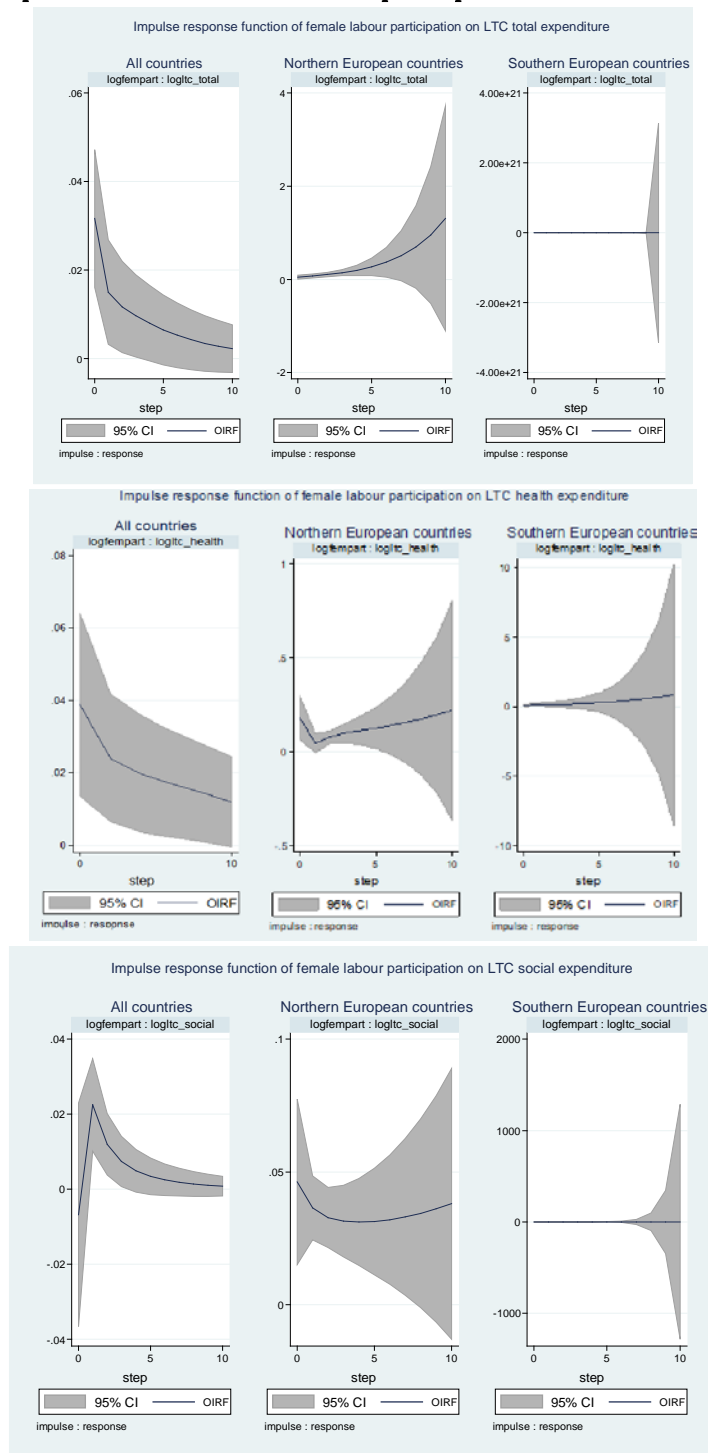 Impulse response function of female labour participation on LTC total expenditure
All countries
logfempart : logltc_total
.06
.04
.02
0
0 5 10
step
95% CI OIRF
impulse : response
Northern European countries
logfempart : logltc_total
4
2
0
-2
0 5 10
step
95% CI OIRF
impulse : response
Southern European countries
logfempart : logltc_total
4.00e+21
2.00e+21
0
-2.00e+21
-4.00e+21
0 5 10
step
95% CI OIRF
impulse : response
Impulse response function of female labour participation on LTC health expenditure
All countries
logfempart : logltc_health
.08
.06
.04
.02
0
0 10
step
95% CI OIRF
impulse : response
Northern European countries
logfempart : logltc_health
1
.5
0
-.5
0 5 10
step
95% CI OIRF
impulse : response
Southern European countries
logfempart : logltc_health
10
5
0
-5
-10
0 5 10
step
95% CI OIRF
impulse : response
Impulse response function of female labour participation on LTC social expenditure
All countries
logfempart : logltc_social
.04
.02
0
-.02
-.04
0 5 10
step
95% CI OIRF
impulse : response
Northern European countries
logfempart : logltc_social
.1
.05
0
0 5 10
step
95% CI OIRF
impulse : response
Southern European countries
logfempart : logltc_social
2000
1000
0
-1000
0 5 10
step
95% CI OIRF
impulse : response